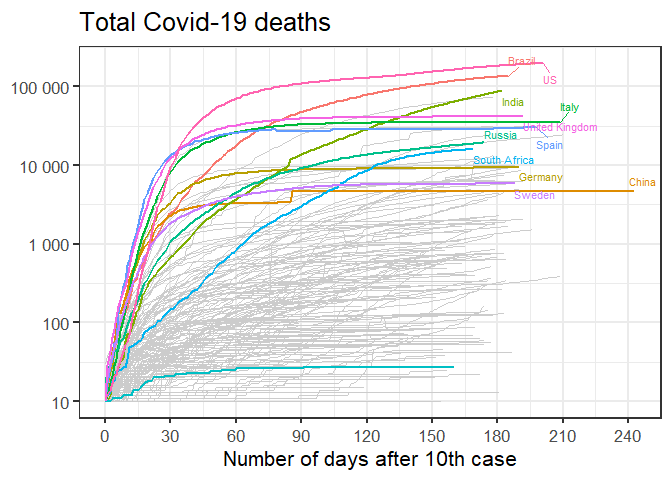 Total Covid-19 deaths
Brazil
US
100 000
India
Italy
United Kingdom
Russia
Spain
10 000
South Africa
Germany
China
Sweden
1 000
100
10
0 30 60 90 120 150 180 210 240
Number of days after 10th case